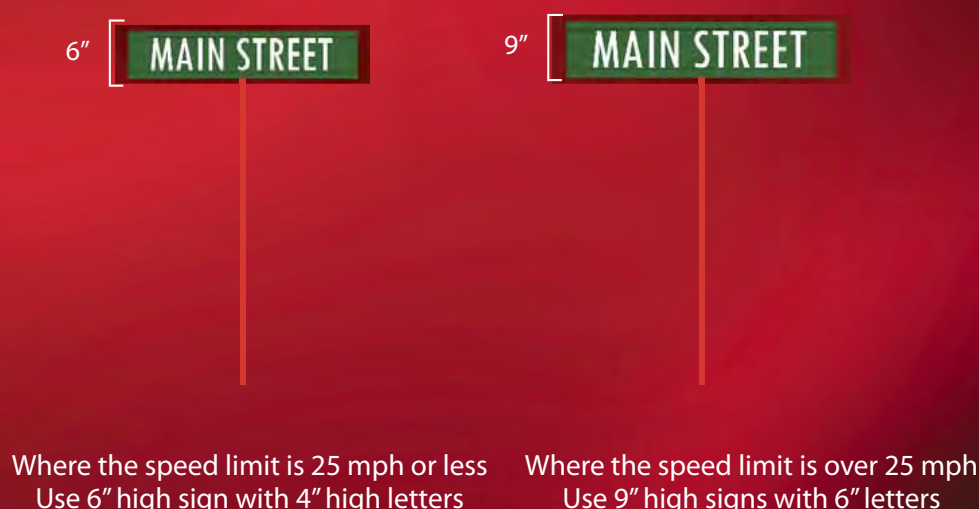 6”
MAIN STREET
9”
MAIN STREET
Where the speed limit is 25 mph or less
Use 6” high sign with 4” high letters
Where the speed limit is over 25 mph
Use 9” high signs with 6” letters